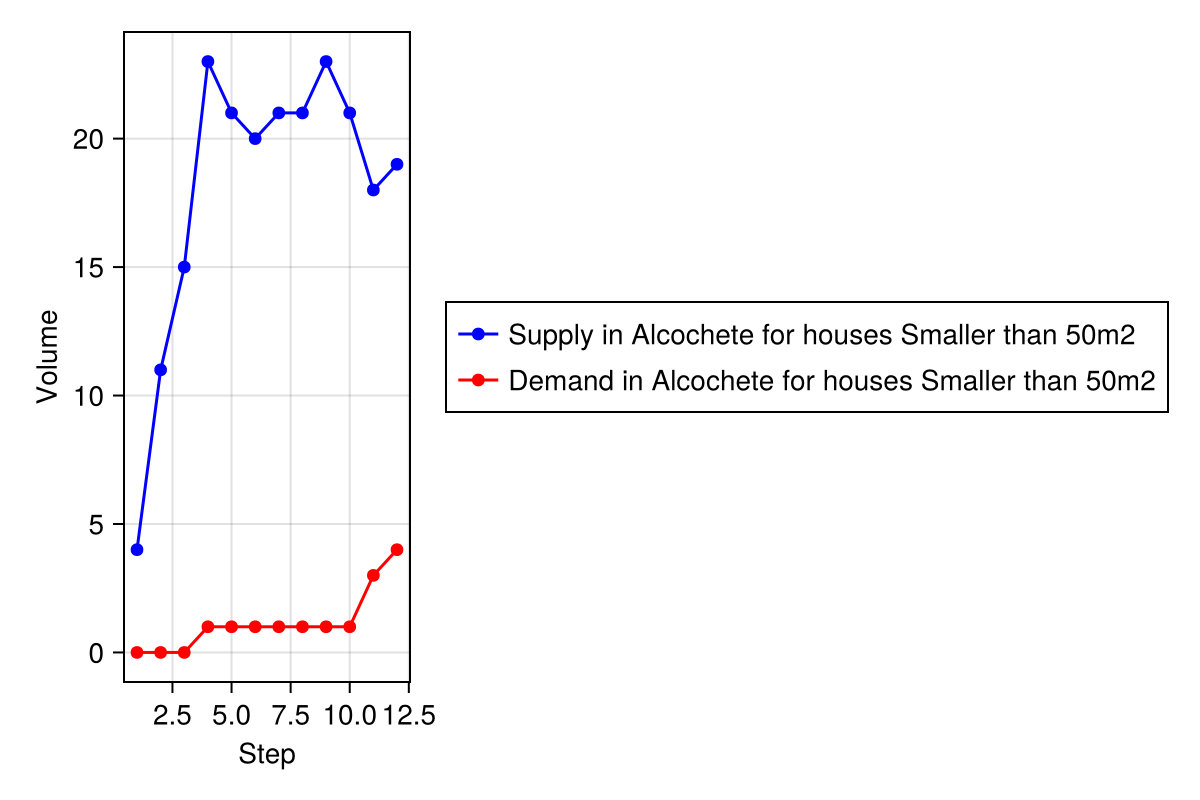 Volume
20
15
10
5
0
2.5 5.0 7.5 10.0 12.5
Step
Supply in Alcochete for houses Smaller than 50m2
Demand in Alcochete for houses Smaller than 50m2